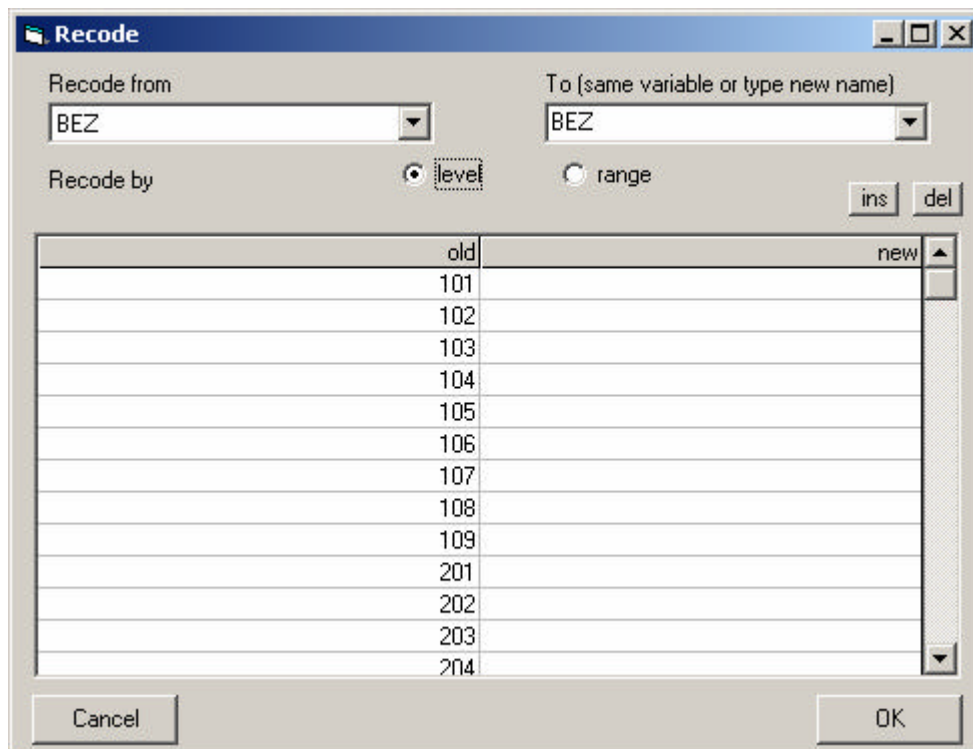 Recode
Recode from To (same variable or type new name)
BEZ BEZ
Recode by level range
ins del
old new
101
102
103
104
105
106
107
108
109
201
202
203
204
Cancel OK